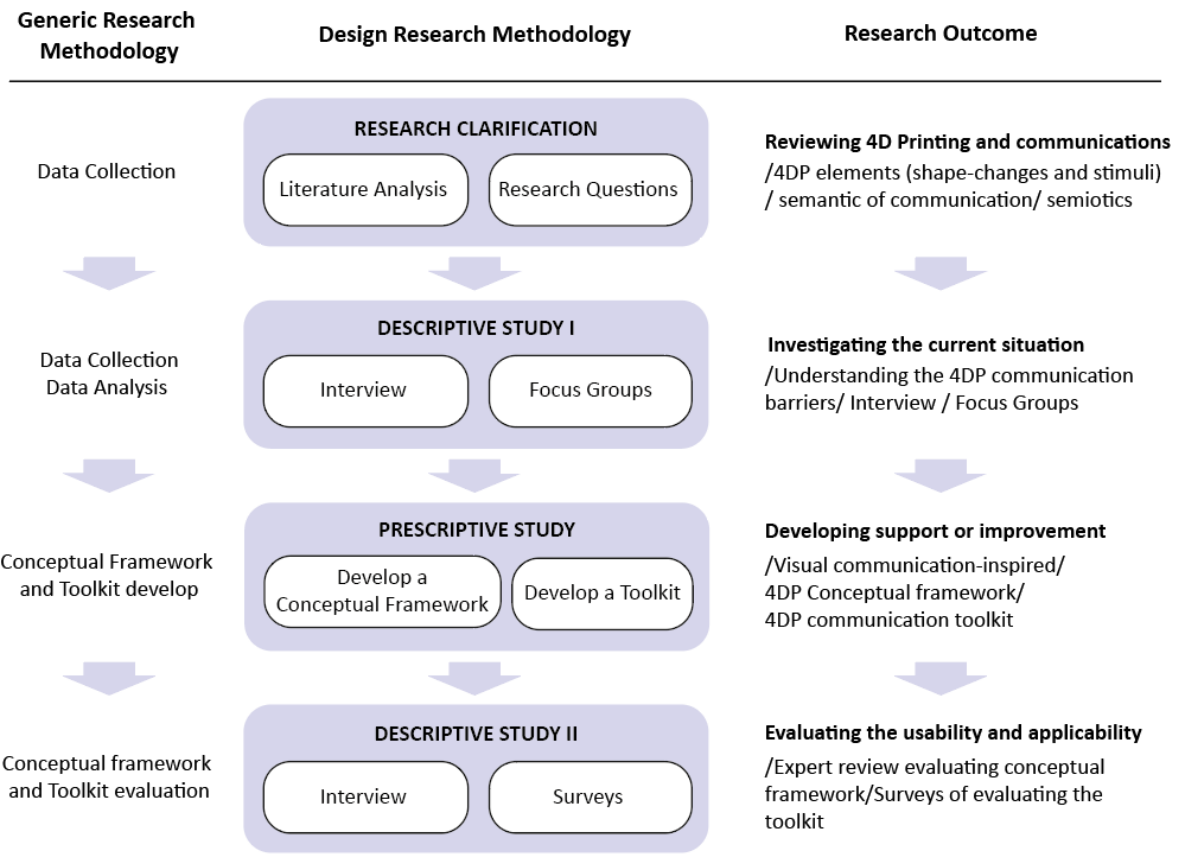 Generic Research
Methodology
Design Research Methodology
Research Outcome
Data Collection
RESEARCH CLARIFICATION
Literature Analysis
Research Questions
Reviewing 4D Printing and communications
/4DP elements (shape-changes and stimuli)
/ semantic of communication/ semiotics
Data Collection
Data Analysis
DESCRIPTIVE STUDY I
Interview
Focus Groups
Investigating the current situation
/Understanding the 4DP communication
barriers/ Interview / Focus Groups
Conceptual Framework
and Toolkit develop
PRESCRIPTIVE STUDY
Develop a
Conceptual Framework
Develop a Toolkit
Developing support or improvement
/Visual communication-inspired/
4DP Conceptual framework/
4DP communication toolkit
Conceptual framework
and Toolkit evaluation
DESCRIPTIVE STUDY II
Interview
Surveys
Evaluating the usability and applicability
/Expert review evaluating conceptual
framework/Surveys of evaluating the
toolkit